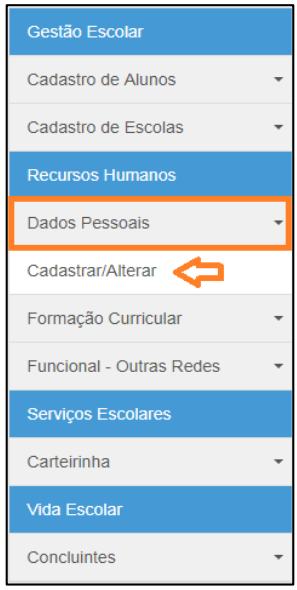 Gestão Escolar
Cadastro de Alunos
Cadastro de Escolas
Recursos Humanos
Dados Pessoais
Cadastrar/Alterar
Formação Curricular
Funcional - Outras Redes
Serviços Escolares
Carteirinha
Vida Escolar
Concluintes